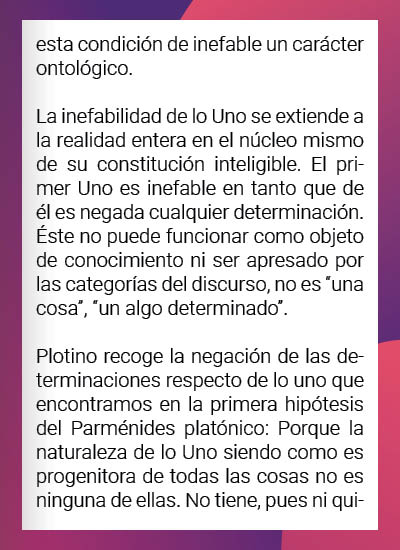 esta condición de inefable un carácter
ontológico.
La inefabilidad de lo Uno se extiende a
la realidad entera en el núcleo mismo
de su constitución inteligible. El pri-
mer Uno es inefable en tanto que de
él es negada cualquier determinación.
Éste no puede funcionar como objeto
de conocimiento ni ser apresado por
las categorías del discurso, no es “una
cosa”, “un algo determinado”.
Plotino recoge la negación de las de-
terminaciones respecto de lo uno que
encontramos en la primera hipótesis
del Parménides platónico: Porque la
naturaleza de lo Uno siendo como es
progenitora de todas las cosas no es
ninguna de ellas. No tiene, pues ni qui-